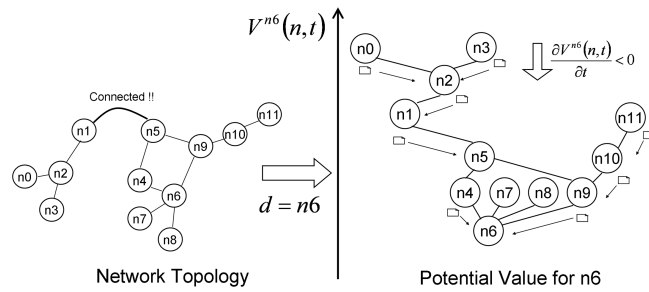 V^{n6}(n,t)
n0
n3
∂V^{n6}(n,t)/∂t < 0
n2
Connected !!
n11
n1
n1
n5
n10
n11
n9
n5
n10
n0
n2
n4
n6
n4
n7
n8
n9
n3
n7
d = n6
n6
n8
Network Topology
Potential Value for n6